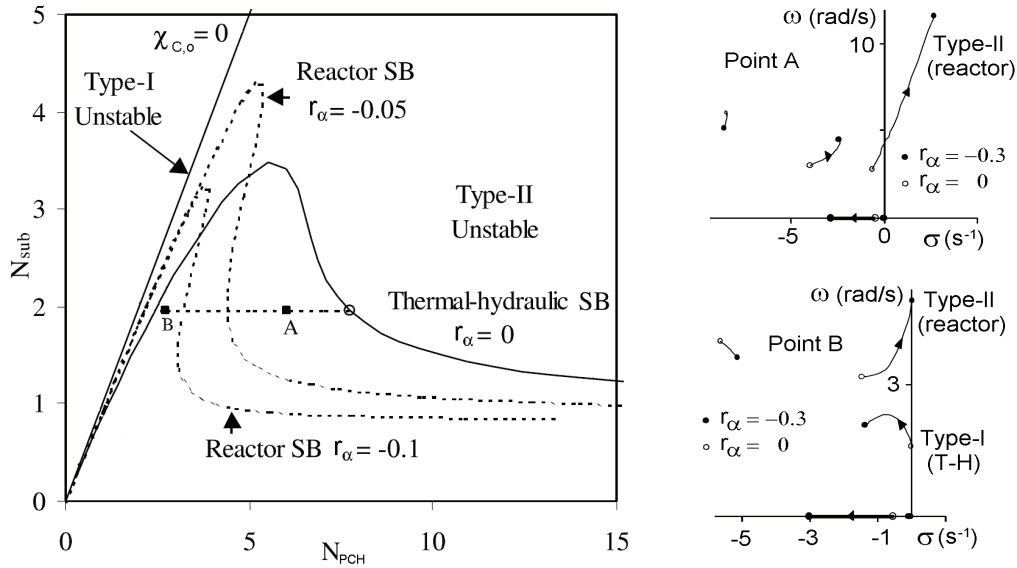 5
4
3
2
1
0
N_sub
0
5
10
15
N_PCH
χ_C,o = 0
Type-I
Unstable
Reactor SB
r_α = -0.05
Type-II
Unstable
Thermal-hydraulic SB
r_α = 0
B
A
Reactor SB r_α = -0.1
ω (rad/s)
10
Type-II
(reactor)
Point A
r_α = −0.3
r_α = 0
-5
0
σ (s⁻¹)
ω (rad/s)
Type-II
(reactor)
Point B
3
r_α = −0.3
r_α = 0
Type-I
(T-H)
-5
-3
-1
σ (s⁻¹)